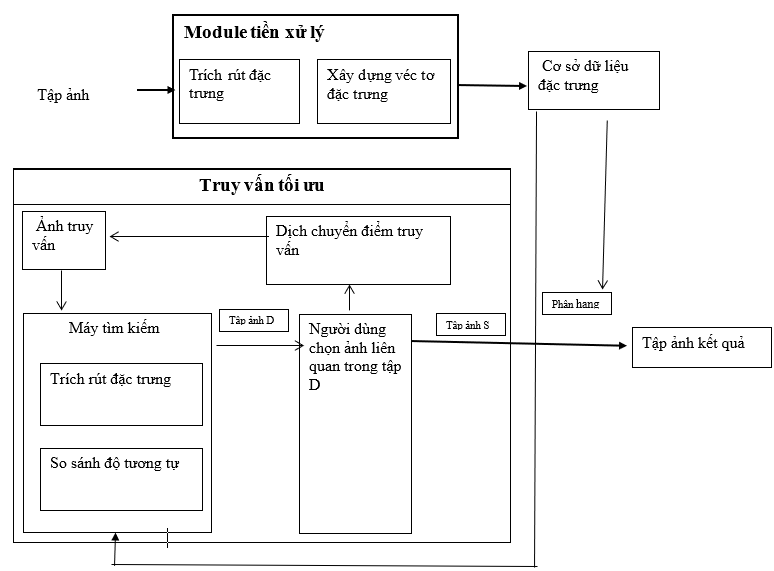 Module tiền xử lý
Trích rút đặc
trưng
Xây dựng véc tơ
đặc trưng
Cơ sở dữ liệu
đặc trưng
Tập ảnh
Truy vấn tối ưu
Ảnh truy
vấn
Dịch chuyển điểm truy
vấn
Phân hang
Máy tìm kiếm
Tâp ảnh D
Người dùng
chọn ảnh liên
quan trong tập
D
Tâp ảnh S
Tập ảnh kết quả
Trích rút đặc trưng
So sánh độ tương tự